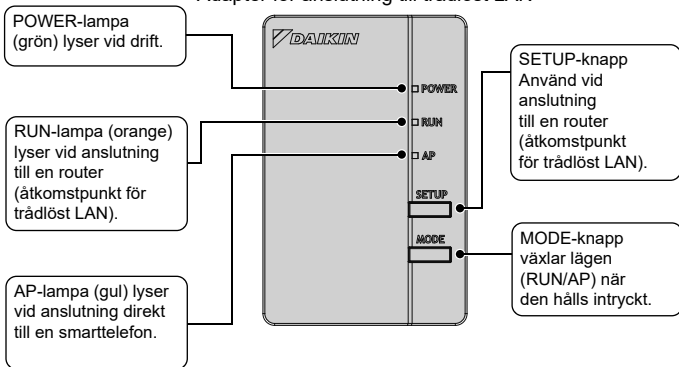 Adapter för anslutning till trådlöst LAN
POWER-lampa
(grön) lyser vid drift.
RUN-lampa (orange)
lyser vid anslutning
till en router
(åtkomstpunkt för
trådlöst LAN).
AP-lampa (gul) lyser
vid anslutning direkt
till en smarttelefon.
DAIKIN
POWER
RUN
AP
SETUP
MODE
SETUP-knapp
Använd vid
anslutning
till en router
(åtkomstpunkt
för trådlöst LAN).
MODE-knapp
växlar lägen
(RUN/AP) när
den hålls intryckt.